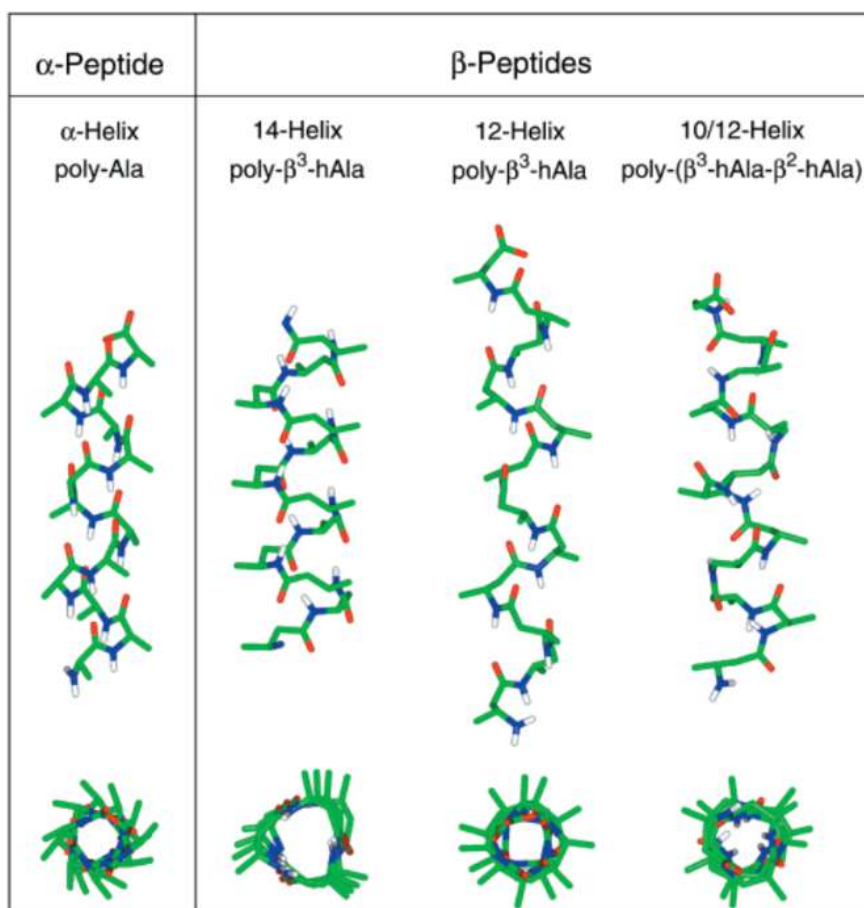 α-Peptide
β-Peptides
α-Helix
poly-Ala
14-Helix
poly-β³-hAla
12-Helix
poly-β³-hAla
10/12-Helix
poly-(β³-hAla-β²-hAla)